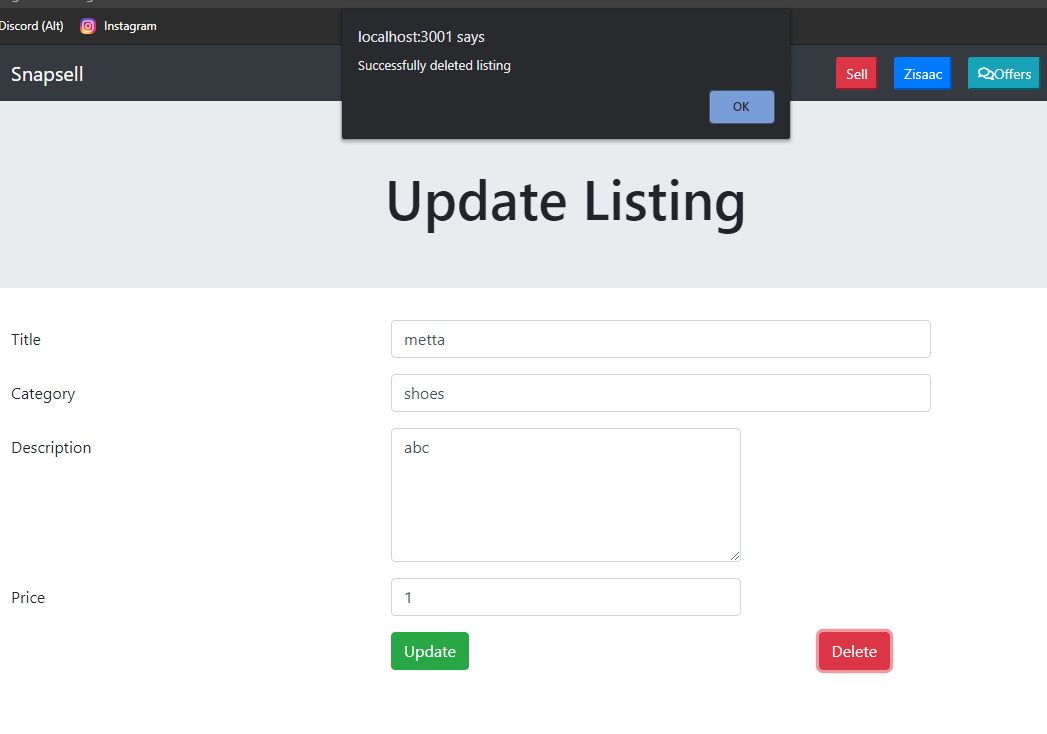 Discord (Alt) Instagram
localhost:3001 says
Successfully deleted listing
OK
Snapsell Sell Zisaac Offers
Update Listing
Title metta
Category shoes
Description abc
Price 1
Update Delete